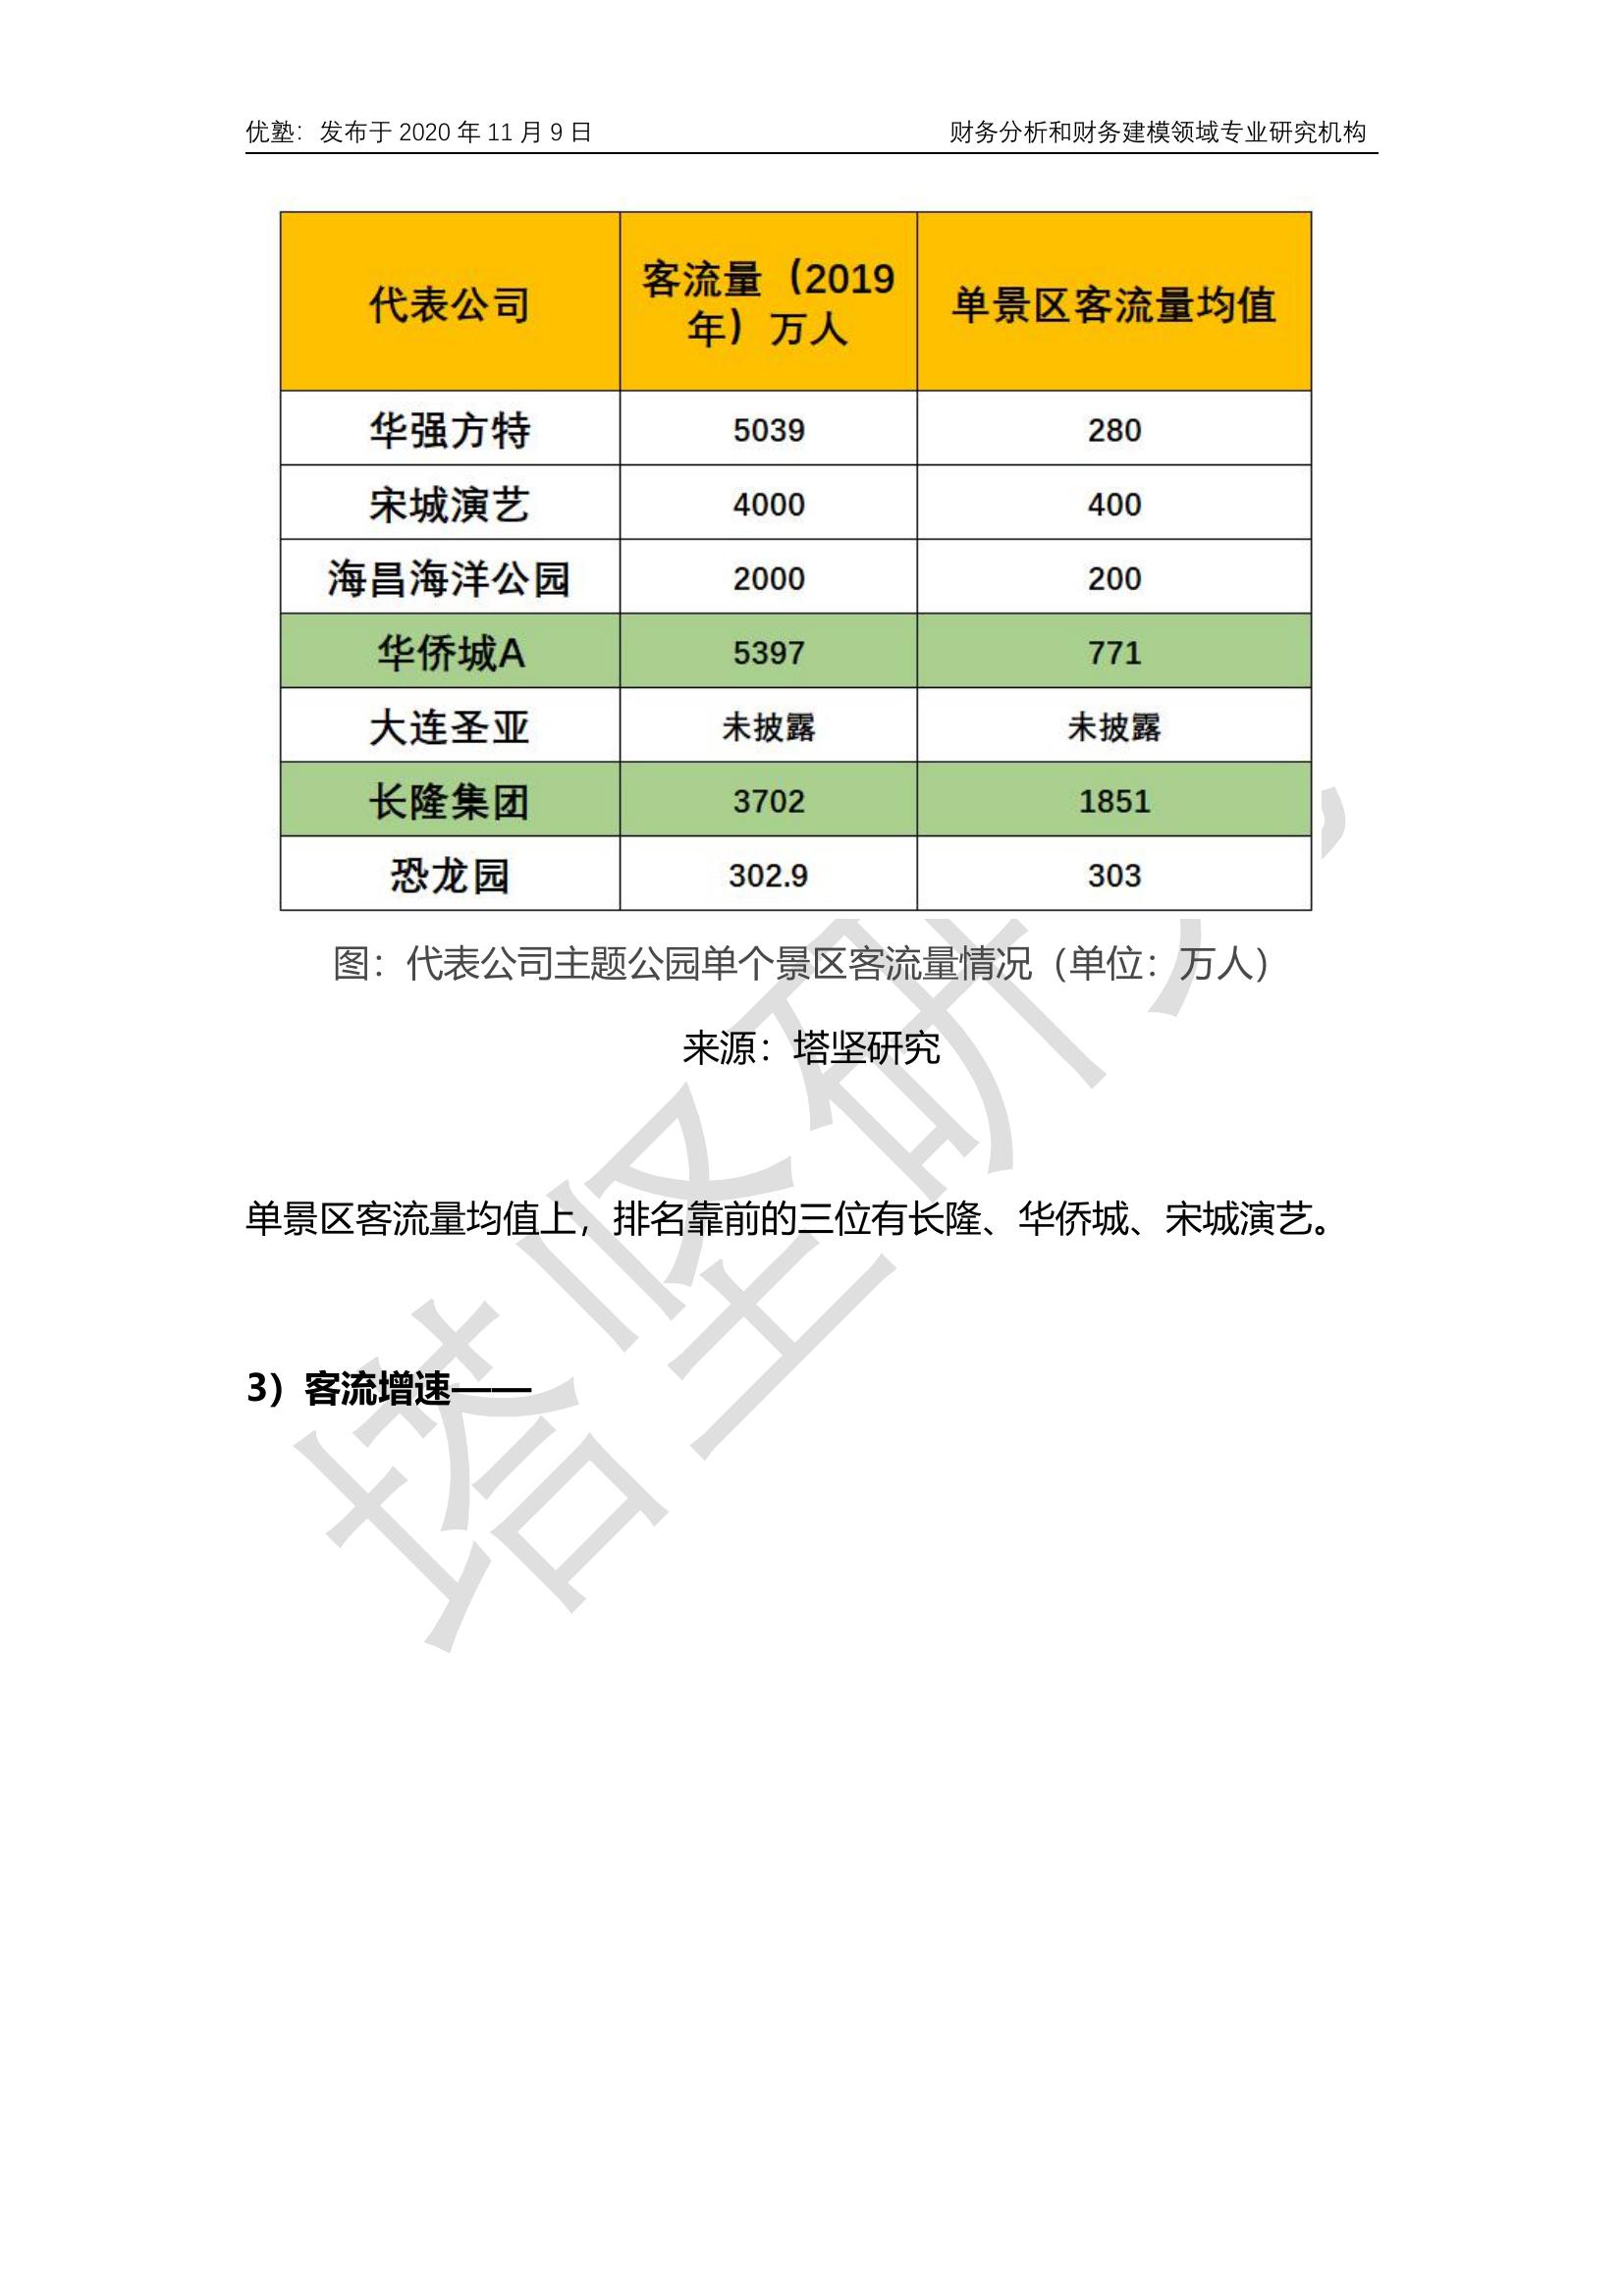 优塾：发布于 2020 年 11 月 9 日 财务分析和财务建模领域专业研究机构
代表公司 客流量（2019年）万人 单景区客流量均值
华强方特 5039 280
宋城演艺 4000 400
海昌海洋公园 2000 200
华侨城A 5397 771
大连圣亚 未披露 未披露
长隆集团 3702 1851
恐龙园 302.9 303
图：代表公司主题公园单个景区客流量情况（单位：万人）
来源：塔坚研究
单景区客流量均值上，排名靠前的三位有长隆、华侨城、宋城演艺。
3）客流增速——
塔坚研